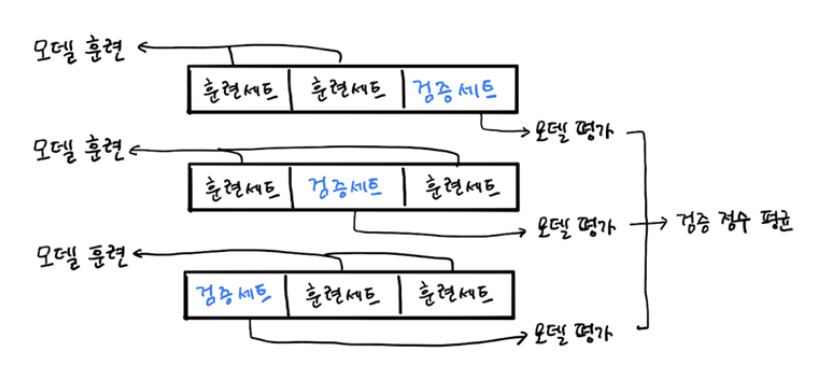 모델 훈련
훈련세트 훈련세트 검증세트
모델 평가
모델 훈련
훈련세트 검증세트 훈련세트
모델 평가
검증 점수 평균
모델 훈련
검증세트 훈련세트 훈련세트
모델 평가